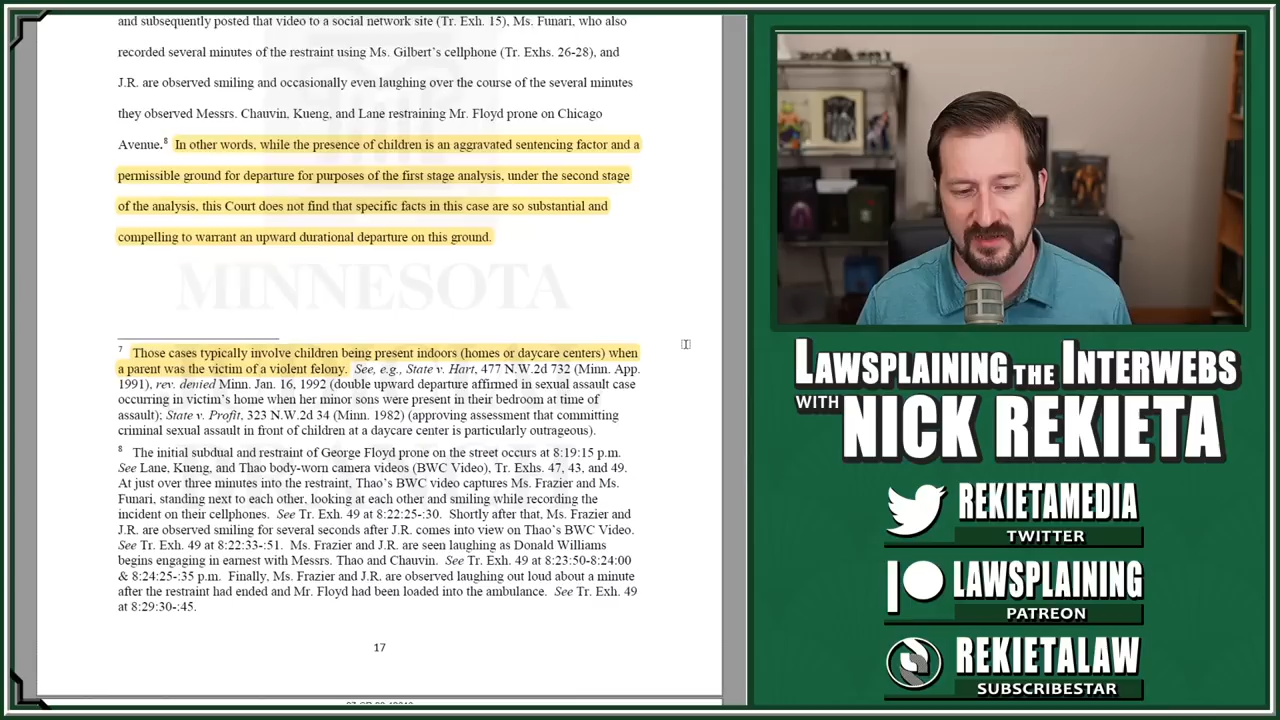 and subsequently posted that video to a social network site (Tr. Exh. 15), Ms. Funari, who also
recorded several minutes of the restraint using Ms. Gilbert's cellphone (Tr. Exhs. 26-28), and
J.R. are observed smiling and occasionally even laughing over the course of the several minutes
they observed Messrs. Chauvin, Kueng, and Lane restraining Mr. Floyd prone on Chicago
Avenue.8 In other words, while the presence of children is an aggravated sentencing factor and a
permissible ground for departure for purposes of the first stage analysis, under the second stage
of the analysis, this Court does not find that specific facts in this case are so substantial and
compelling to warrant an upward durational departure on this ground.
MINNESOTA
7 Those cases typically involve children being present indoors (homes or daycare centers) when
a parent was the victim of a violent felony. See, e.g., State v. Hart, 477 N.W.2d 732 (Minn. App.
1991), rev. denied Minn. Jan. 16, 1992 (double upward departure affirmed in sexual assault case
occurring in victim's home when her minor sons were present in their bedroom at time of
assault); State v. Profit, 323 N.W.2d 34 (Minn. 1982) (approving assessment that committing
criminal sexual assault in front of children at a daycare center is particularly outrageous).
8 The initial subdual and restraint of George Floyd prone on the street occurs at 8:19:15 p.m.
See Lane, Kueng, and Thao body-worn camera videos (BWC Video), Tr. Exhs. 47, 43, and 49.
At just over three minutes into the restraint, Thao's BWC video captures Ms. Frazier and Ms.
Funari, standing next to each other, looking at each other and smiling while recording the
incident on their cellphones. See Tr. Exh. 49 at 8:22:25-:30. Shortly after that, Ms. Frazier and
J.R. are observed smiling for several seconds after J.R. comes into view on Thao's BWC Video.
See Tr. Exh. 49 at 8:22:33-:51. Ms. Frazier and J.R. are seen laughing as Donald Williams
begins engaging in earnest with Messrs. Thao and Chauvin. See Tr. Exh. 49 at 8:23:50-8:24:00
& 8:24:25-:35 p.m. Finally, Ms. Frazier and J.R. are observed laughing out loud about a minute
after the restraint had ended and Mr. Floyd had been loaded into the ambulance. See Tr. Exh. 49
at 8:29:30-:45.
17
LAWSPLAINING THE INTERWEBS
WITH NICK REKIETA
REKIETAMEDIA
TWITTER
LAWSPLAINING
PATREON
REKIETALAW
SUBSCRIBESTAR